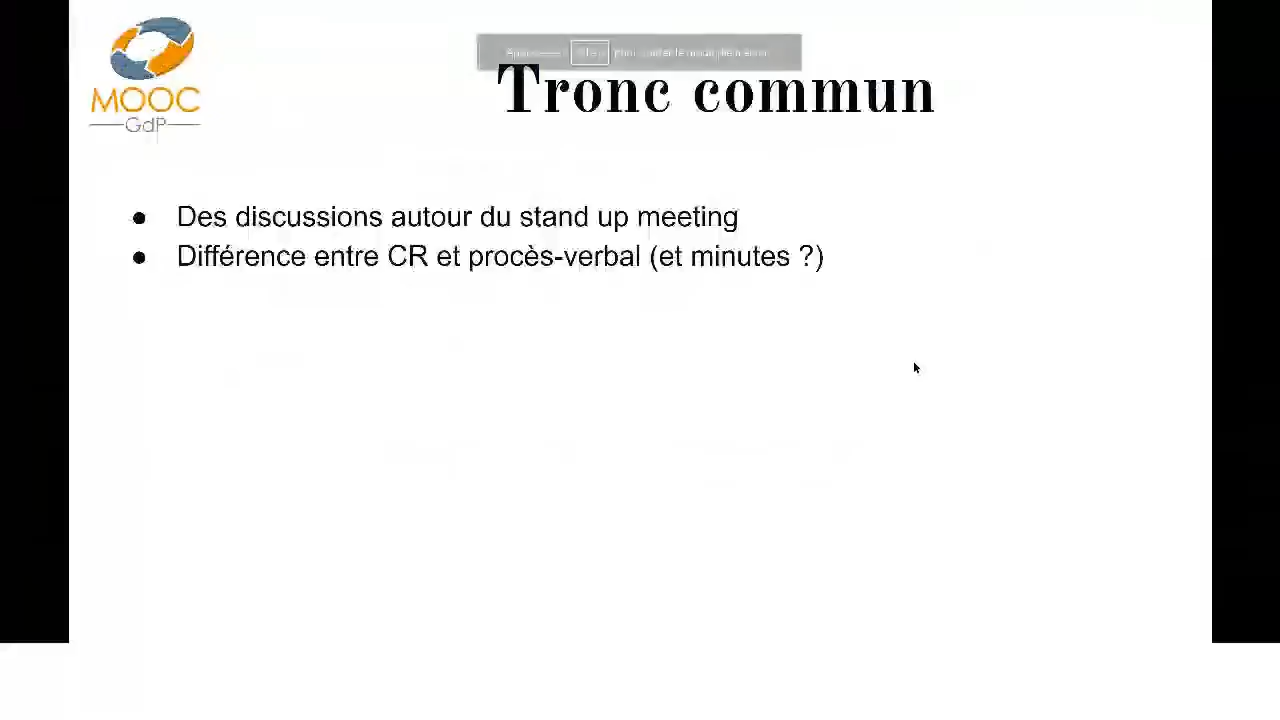 MOOC
GdP
Tronc commun
● Des discussions autour du stand up meeting
● Différence entre CR et procès-verbal (et minutes ?)